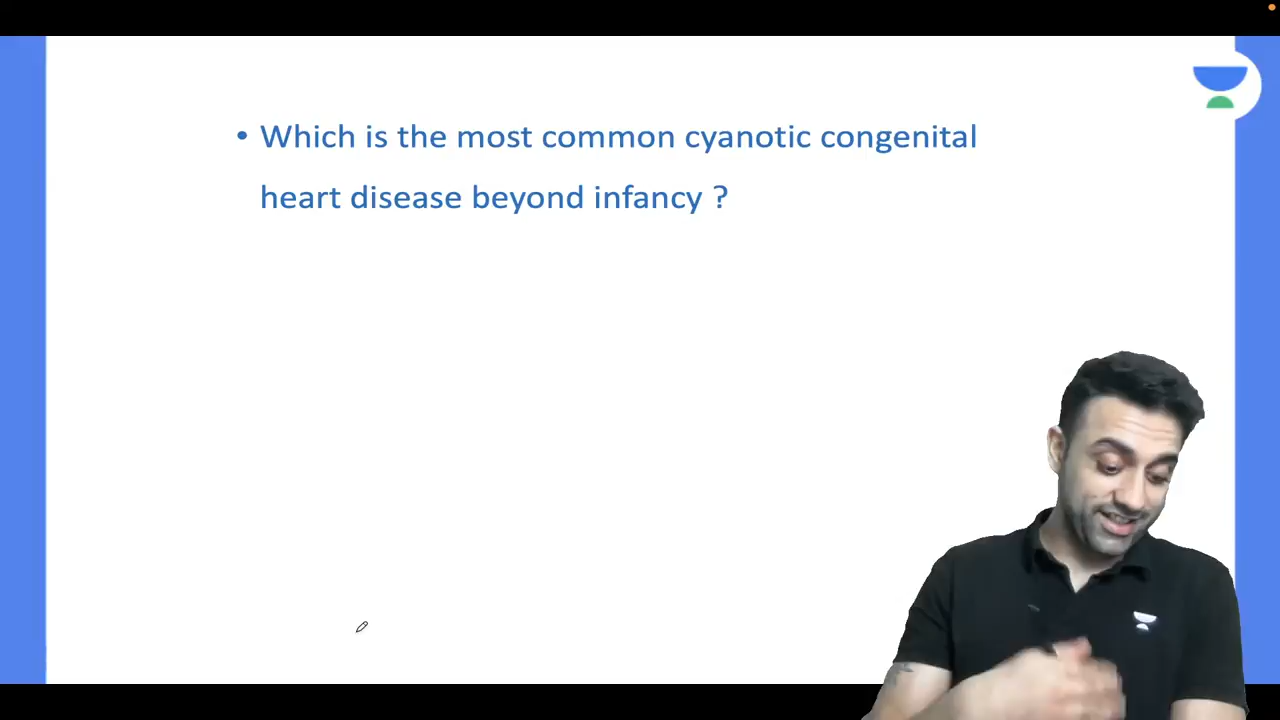 • Which is the most common cyanotic congenital
heart disease beyond infancy ?